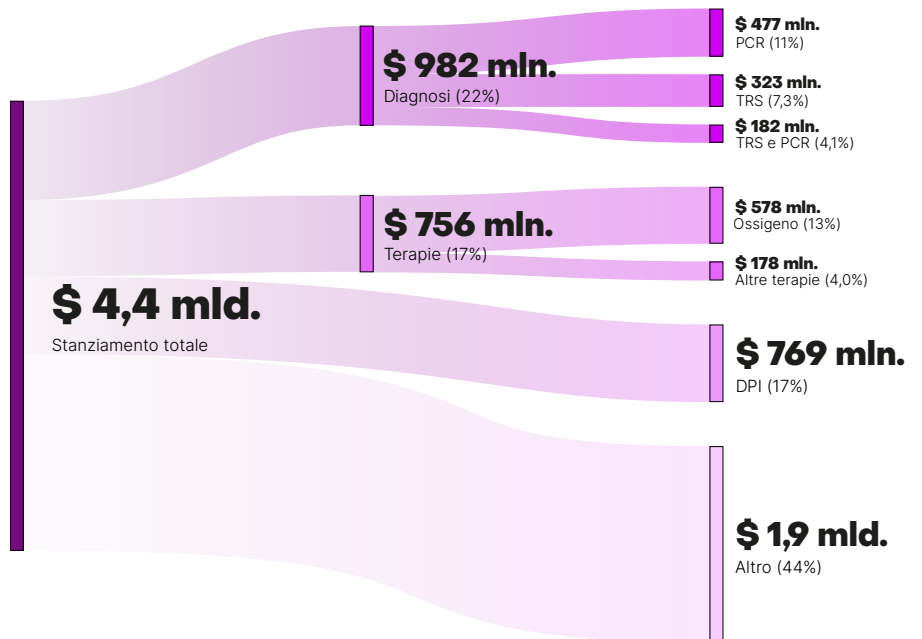 $ 4,4 mld.
Stanziamento totale
$ 982 mln.
Diagnosi (22%)
$ 477 mln.
PCR (11%)
$ 323 mln.
TRS (7,3%)
$ 182 mln.
TRS e PCR (4,1%)
$ 756 mln.
Terapie (17%)
$ 578 mln.
Ossigeno (13%)
$ 178 mln.
Altre terapie (4,0%)
$ 769 mln.
DPI (17%)
$ 1,9 mld.
Altro (44%)